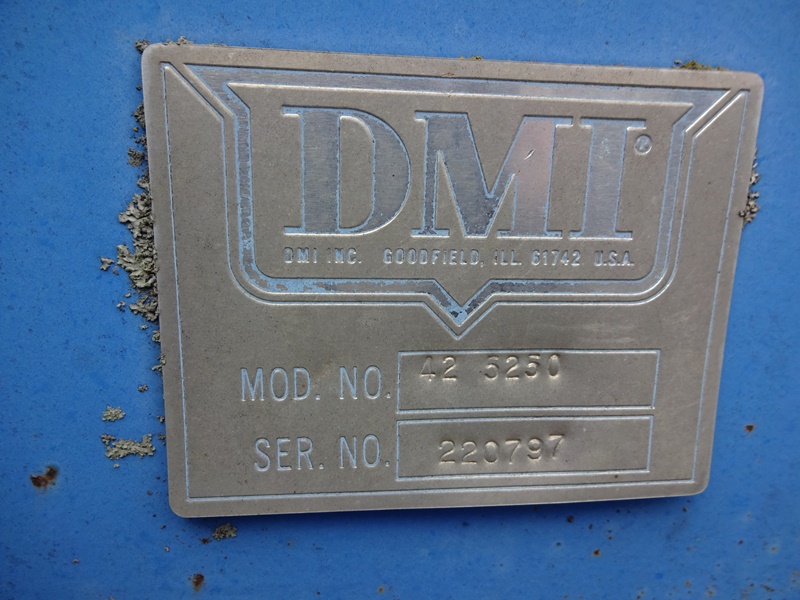 DMI®
DMI INC. GOODFIELD, ILL. 61742 U.S.A.
MOD. NO. 42 5250
SER. NO. 220797